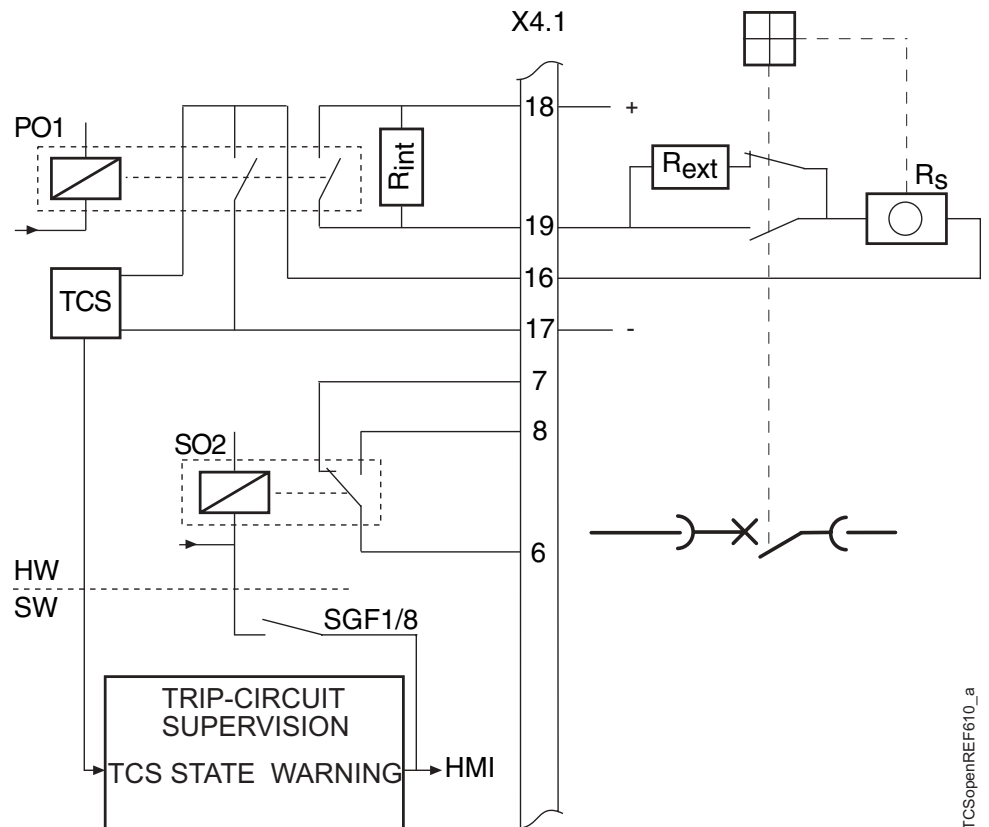 X4.1
PO1
18
+
Rint
Rext
Rs
19
16
TCS
17
-
7
8
SO2
6
HW
SW
SGF1/8
TRIP-CIRCUIT
SUPERVISION
TCS STATE WARNING
HMI
TCSopenREF610_a